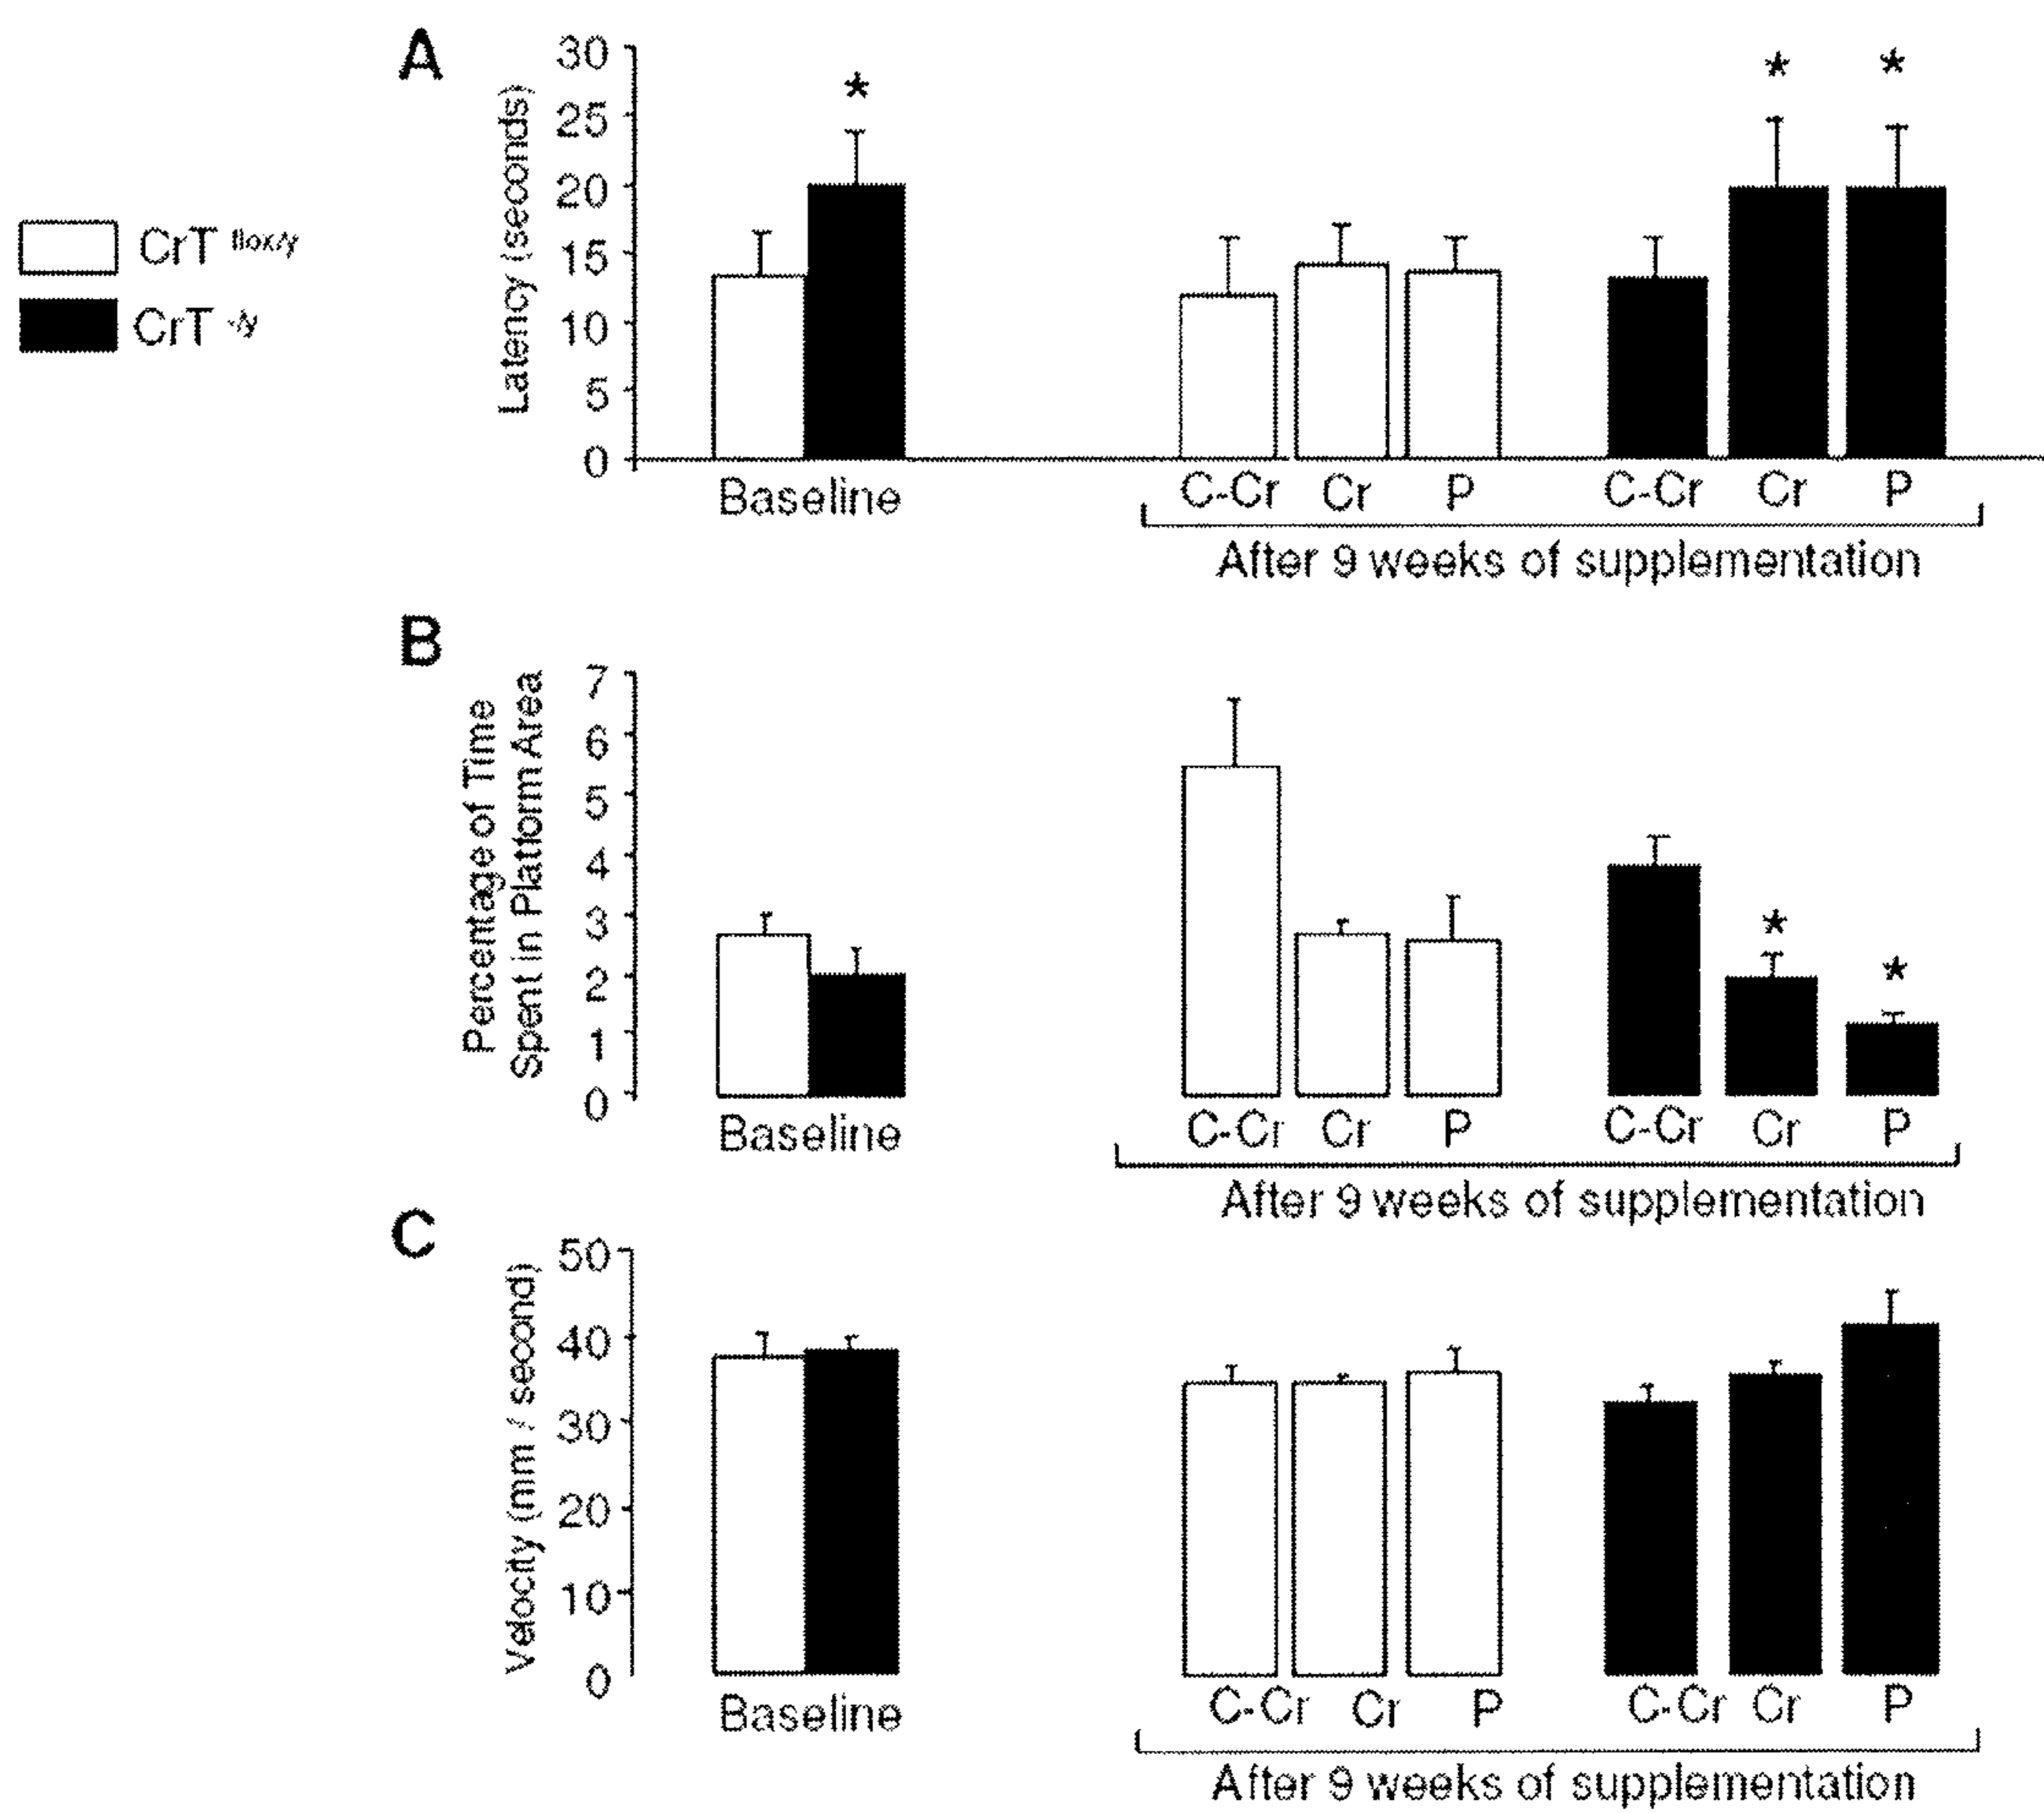 A
30
25
20
15
10
5
0
Latency (seconds)
* * *
CrT flox/y
CrT -/y
Baseline
C-Cr Cr P C-Cr Cr P
After 9 weeks of supplementation
B
7
6
5
4
3
2
1
0
Percentage of Time
Spent in Platform Area
* *
Baseline
C-Cr Cr P C-Cr Cr P
After 9 weeks of supplementation
C
50
40
30
20
10
0
Velocity (mm / second)
Baseline
C-Cr Cr P C-Cr Cr P
After 9 weeks of supplementation